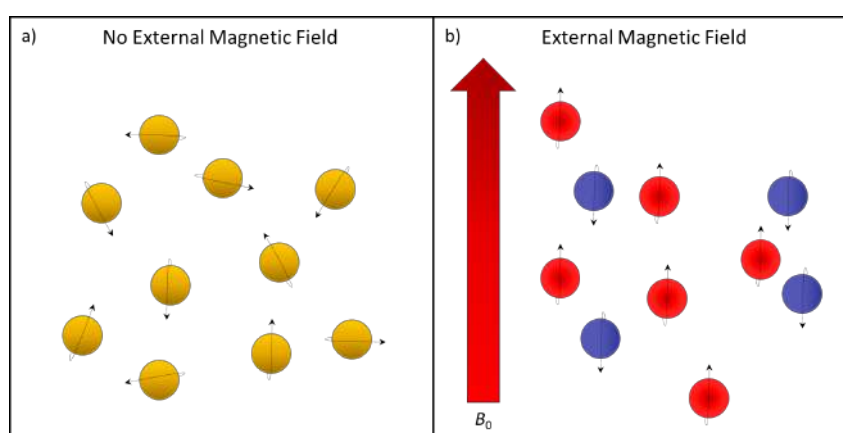 a)
No External Magnetic Field
b)
External Magnetic Field
B₀